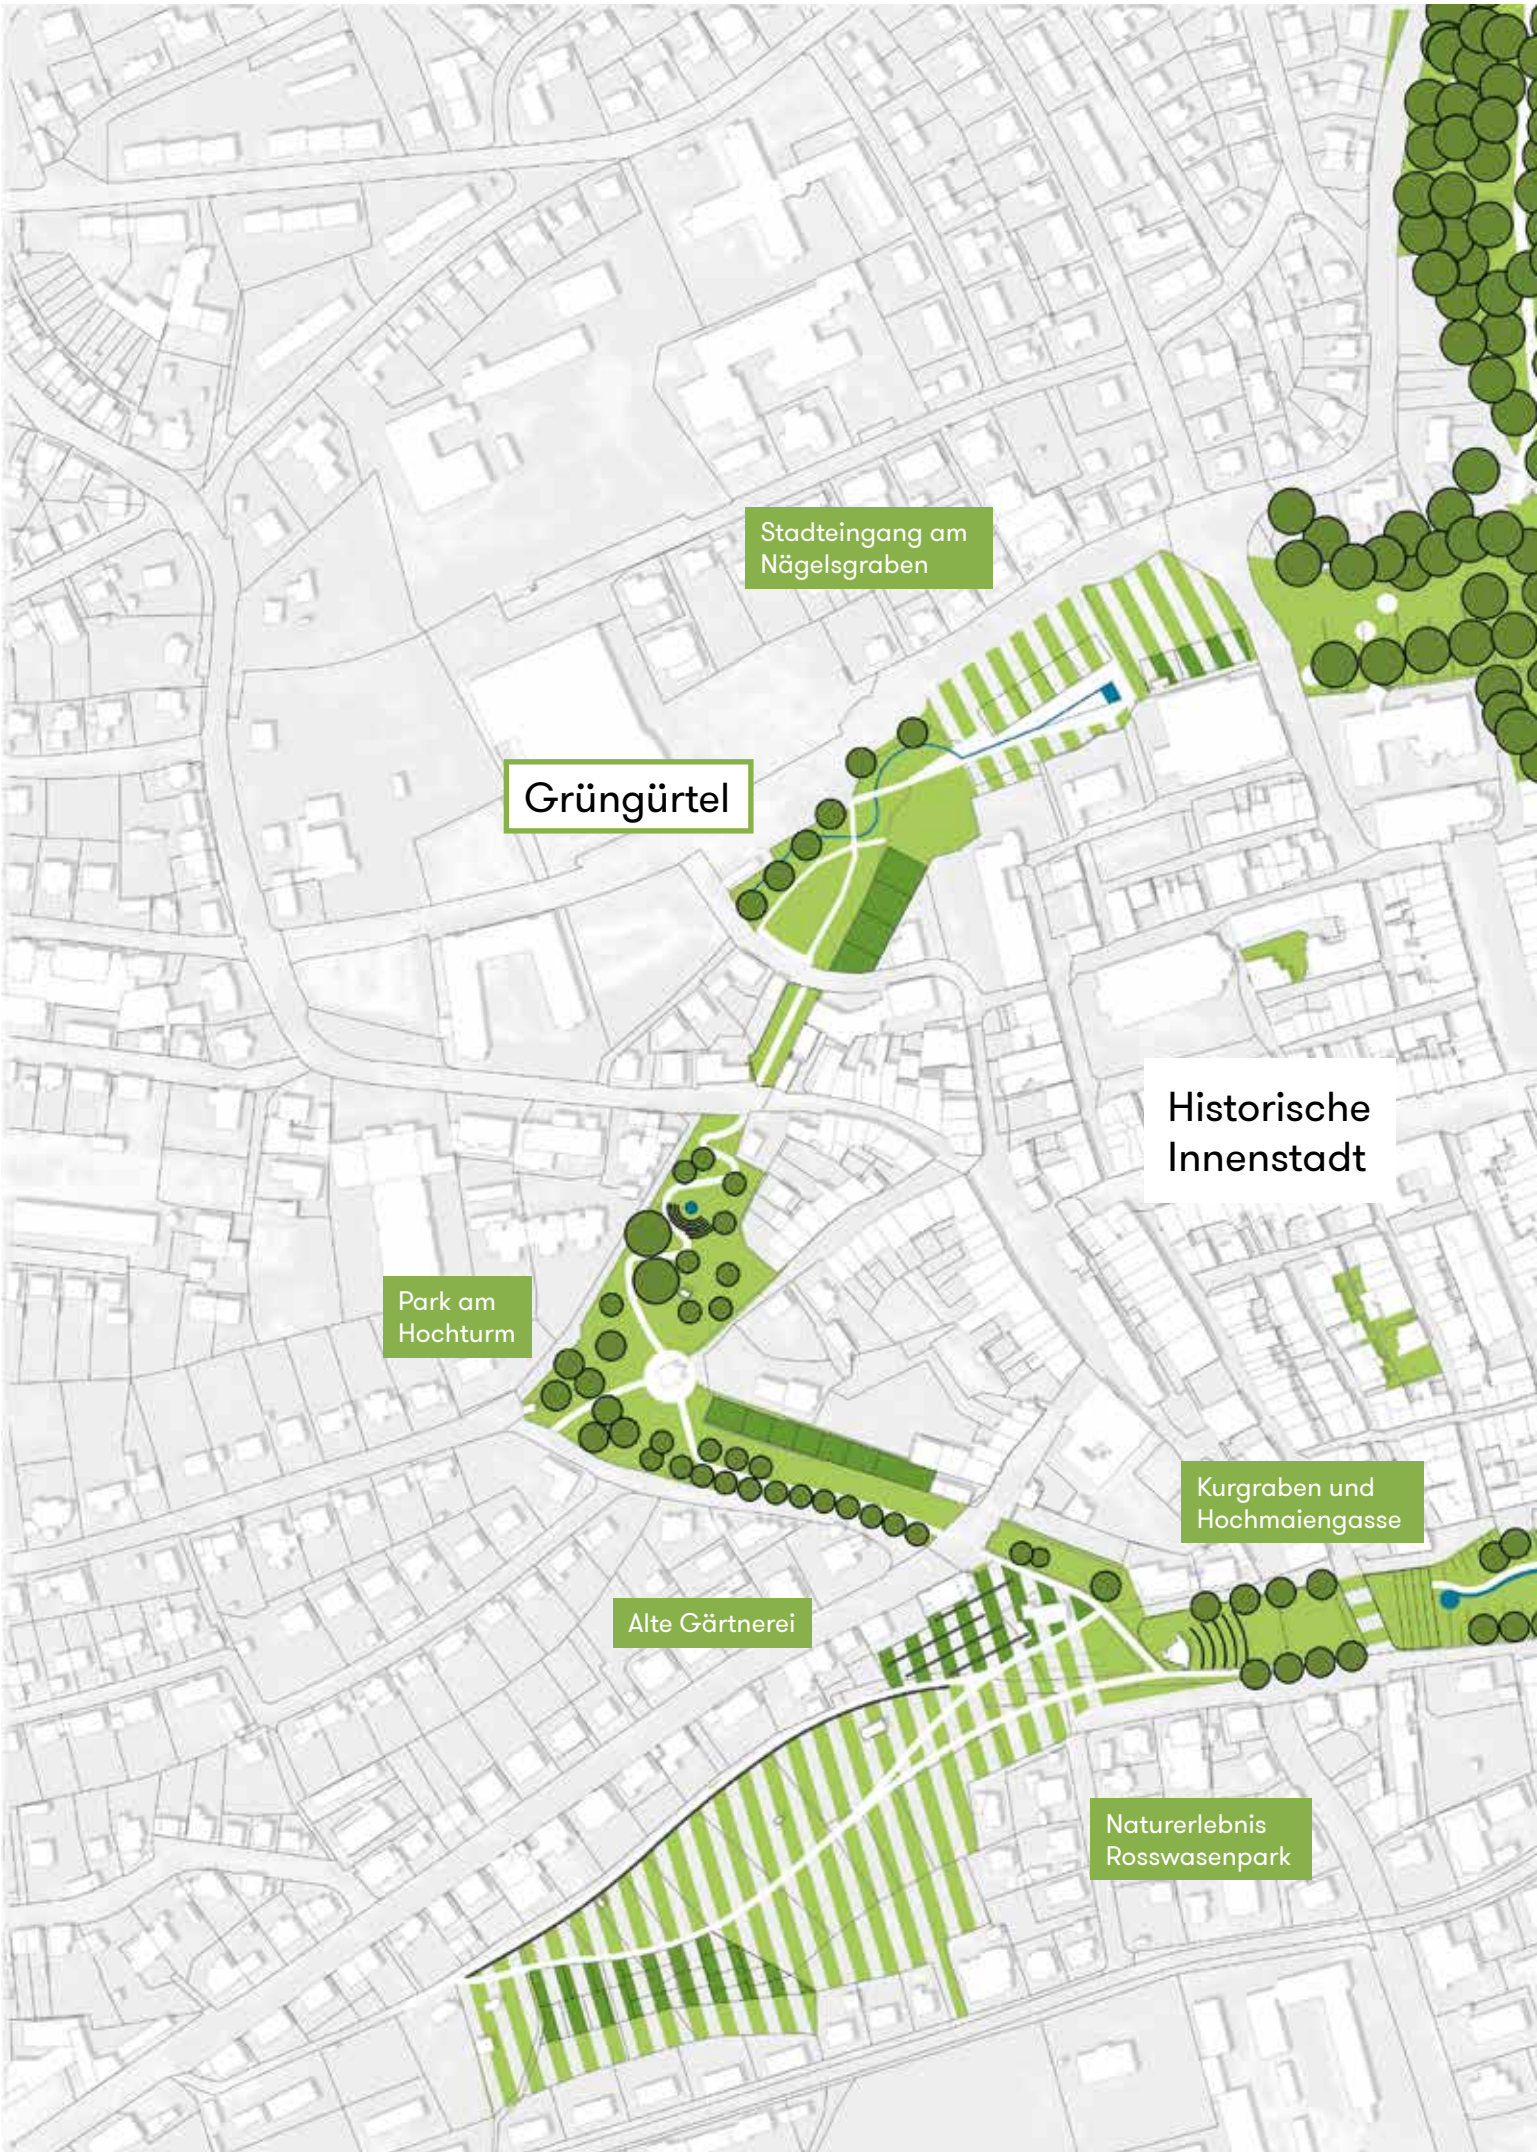 Stadteingang am
Nägelsgraben
Grüngürtel
Historische
Innenstadt
Park am
Hochturm
Kurgraben und
Hochmaiengasse
Alte Gärtnerei
Naturerlebnis
Rosswasenpark